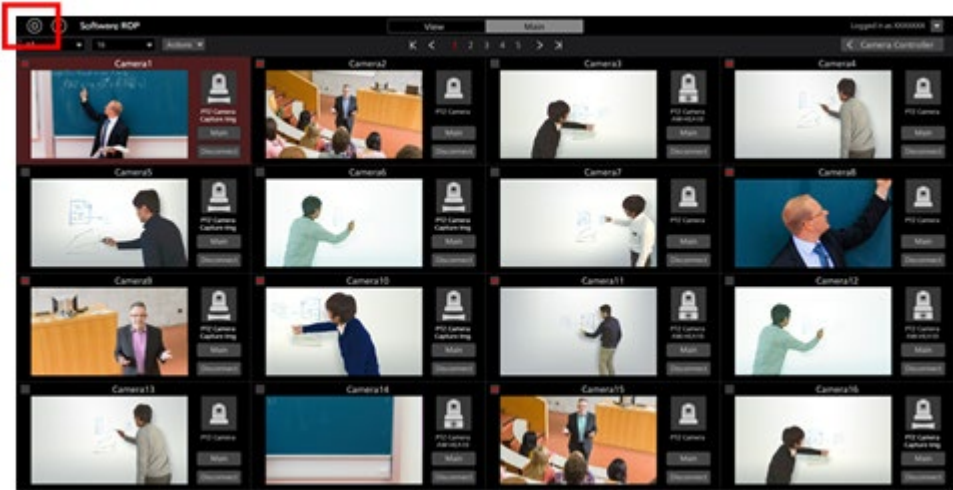 Software RDP
View
Main
Logged in as XXXXXXX
16
Actions
1 2 3 4 5
Camera Controller
Camera1
PTZ Camera
Capture Img
Main
Disconnect
Camera2
PTZ Camera
Main
Disconnect
Camera3
PTZ Camera
Main
Disconnect
Camera4
PTZ Camera
Main
Disconnect
Camera5
PTZ Camera
Capture Img
Main
Disconnect
Camera6
PTZ Camera
Capture Img
Main
Disconnect
Camera7
PTZ Camera
Main
Disconnect
Camera8
PTZ Camera
Main
Disconnect
Camera9
PTZ Camera
Capture Img
Main
Disconnect
Camera10
PTZ Camera
Capture Img
Main
Disconnect
Camera11
PTZ Camera
Main
Disconnect
Camera12
PTZ Camera
Main
Disconnect
Camera13
PTZ Camera
Main
Disconnect
Camera14
PTZ Camera
Main
Disconnect
Camera15
PTZ Camera
Main
Disconnect
Camera16
PTZ Camera
Capture Img
Main
Disconnect